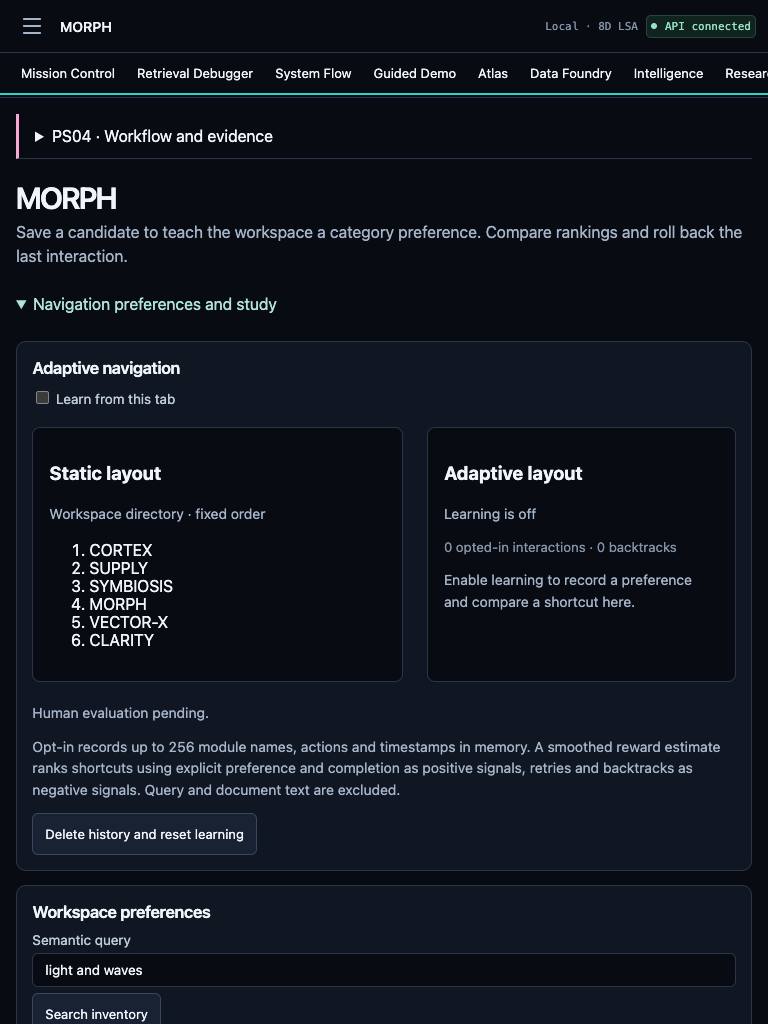 MORPH
Local · 8D LSA
API connected
Mission Control
Retrieval Debugger
System Flow
Guided Demo
Atlas
Data Foundry
Intelligence
PS04 · Workflow and evidence
MORPH
Save a candidate to teach the workspace a category preference. Compare rankings and roll back the
last interaction.
Navigation preferences and study
Adaptive navigation
Learn from this tab
Static layout
Workspace directory · fixed order
1. CORTEX
2. SUPPLY
3. SYMBIOSIS
4. MORPH
5. VECTOR-X
6. CLARITY
Adaptive layout
Learning is off
0 opted-in interactions · 0 backtracks
Enable learning to record a preference
and compare a shortcut here.
Human evaluation pending.
Opt-in records up to 256 module names, actions and timestamps in memory. A smoothed reward estimate
ranks shortcuts using explicit preference and completion as positive signals, retries and backtracks as
negative signals. Query and document text are excluded.
Delete history and reset learning
Workspace preferences
Semantic query
light and waves
Search inventory